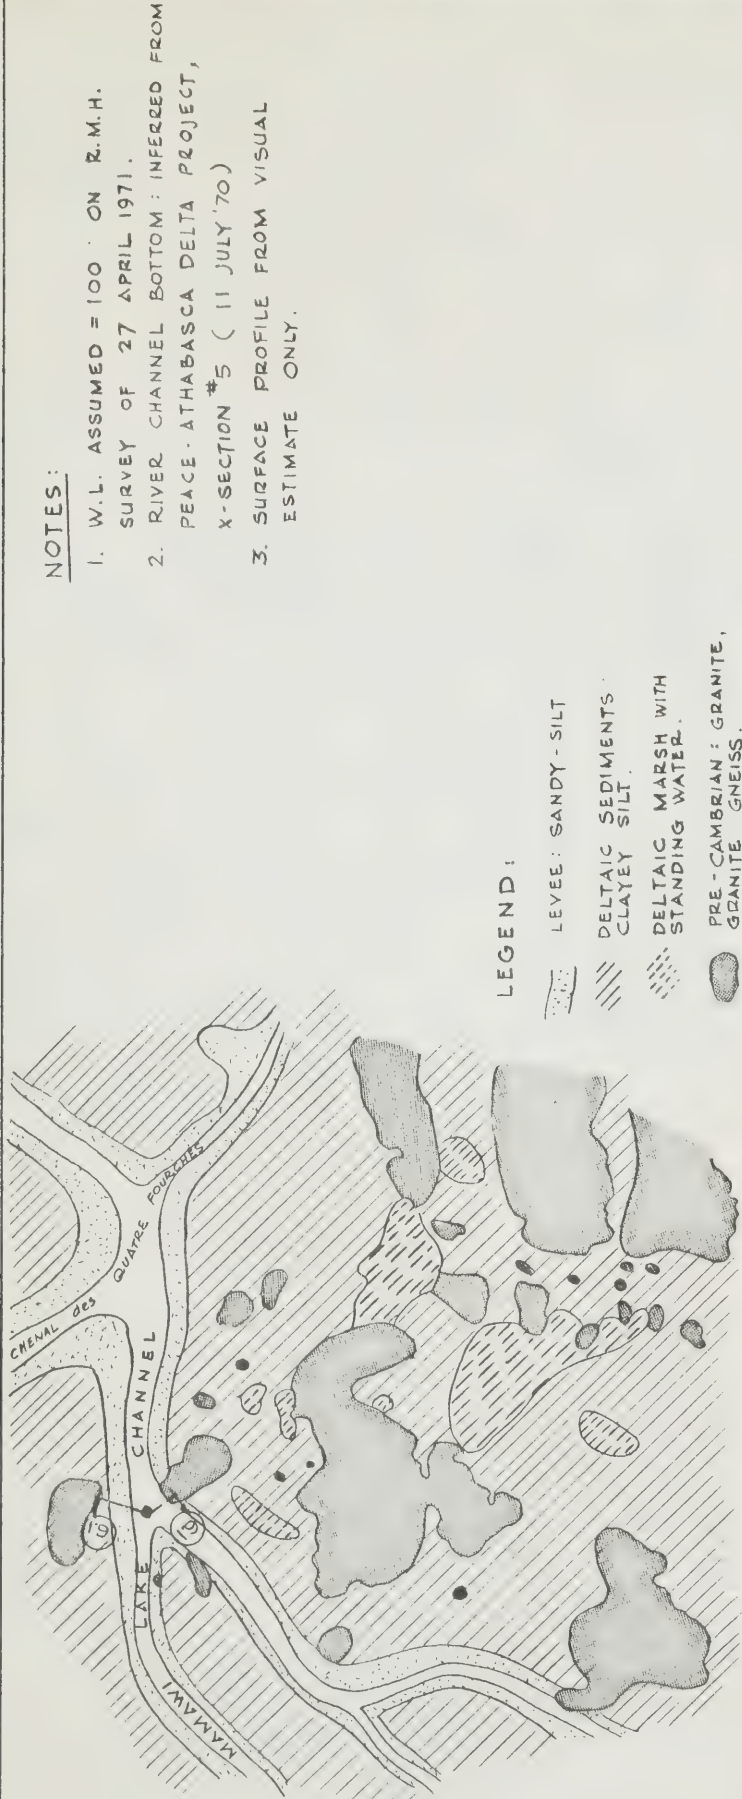 NOTES:
1. W.L. ASSUMED = 100 · ON R.M.H.
SURVEY OF 27 APRIL 1971.
2. RIVER CHANNEL BOTTOM : INFERRED FROM
PEACE · ATHABASCA DELTA PROJECT,
X-SECTION #5 ( 11 JULY '70)
3. SURFACE PROFILE FROM VISUAL
ESTIMATE ONLY.
LEGEND:
LEVEE: SANDY - SILT
DELTAIC SEDIMENTS ·
CLAYEY SILT.
DELTAIC MARSH WITH
STANDING WATER.
PRE-CAMBRIAN : GRANITE,
GRANITE GNEISS.
CHENAL des
QUATRE FOURCHES
MAMAWI LAKE CHANNEL
19
19